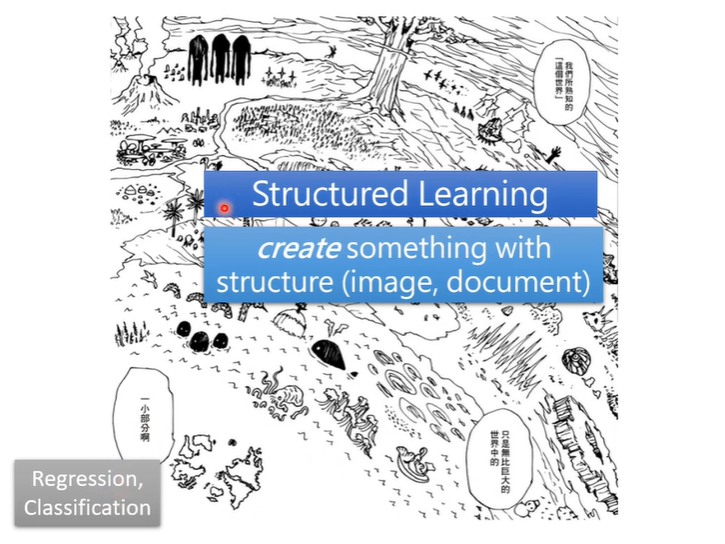 我們所熟知的
「這個世界」
Structured Learning
create something with
structure (image, document)
一小部分啊
只是無比巨大的
世界中的
Regression,
Classification